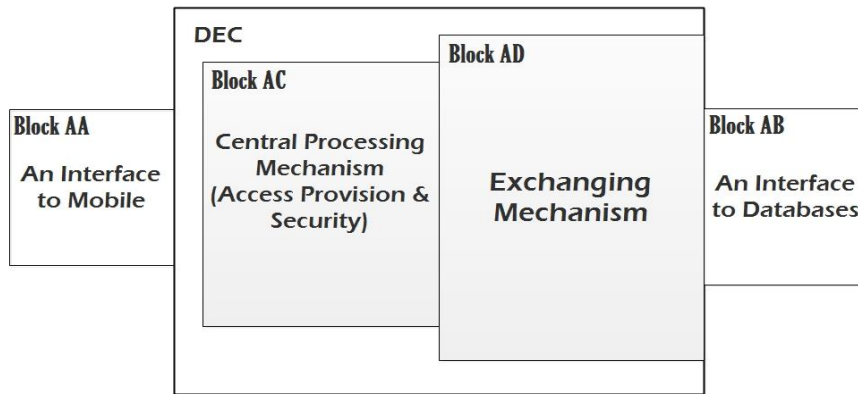 DEC
Block AA
An Interface
to Mobile
Block AC
Central Processing
Mechanism
(Access Provision &
Security)
Block AD
Exchanging
Mechanism
Block AB
An Interface
to Databases